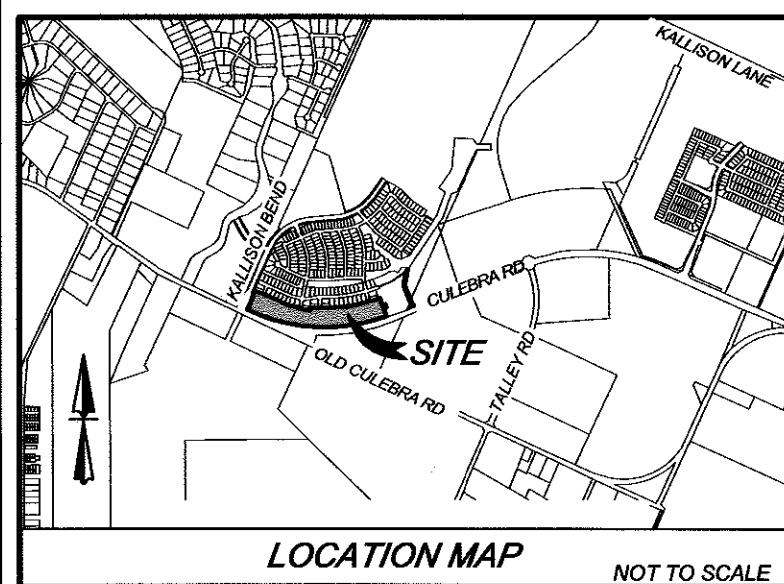 KALLISON LANE
KALLISON BEND
CULEBRA RD
SITE
OLD CULEBRA RD
TALLEY RD
LOCATION MAP
NOT TO SCALE